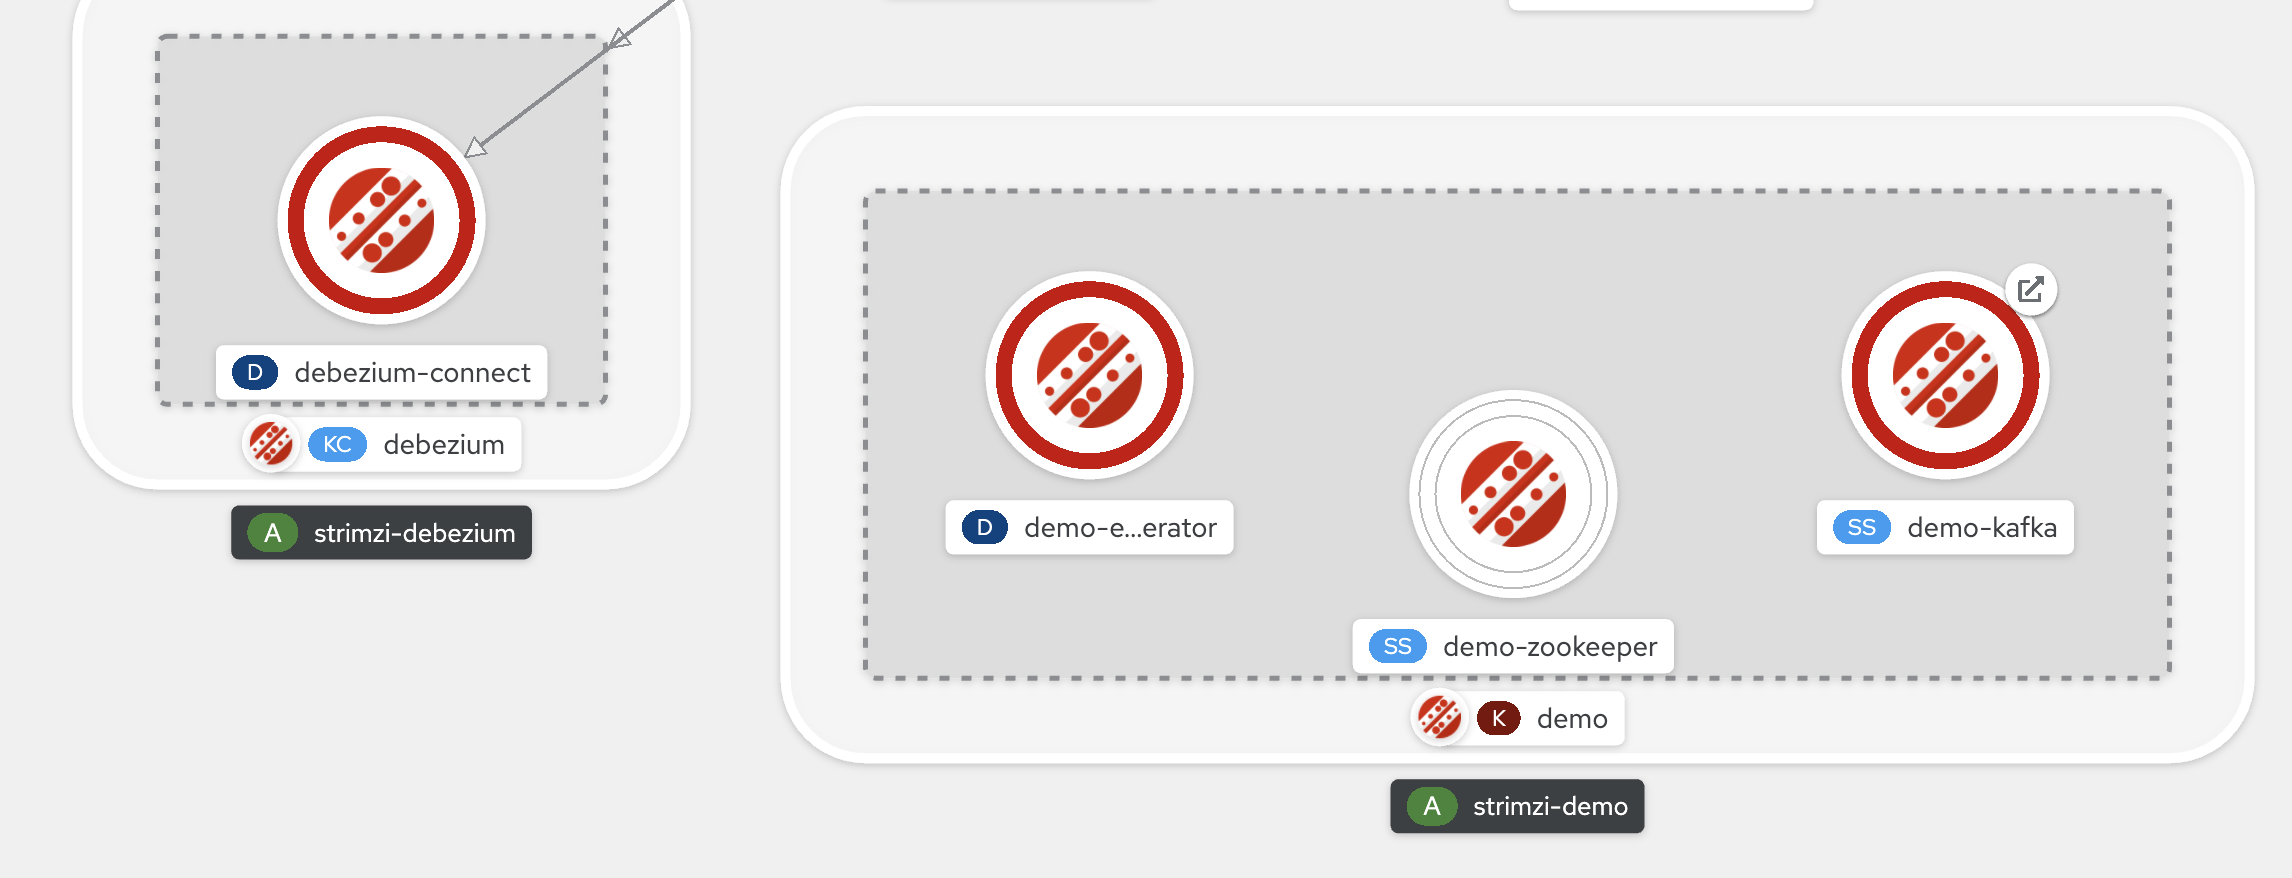 D debezium-connect
KC debezium
A strimzi-debezium
D demo-e...erator
SS demo-zookeeper
SS demo-kafka
K demo
A strimzi-demo